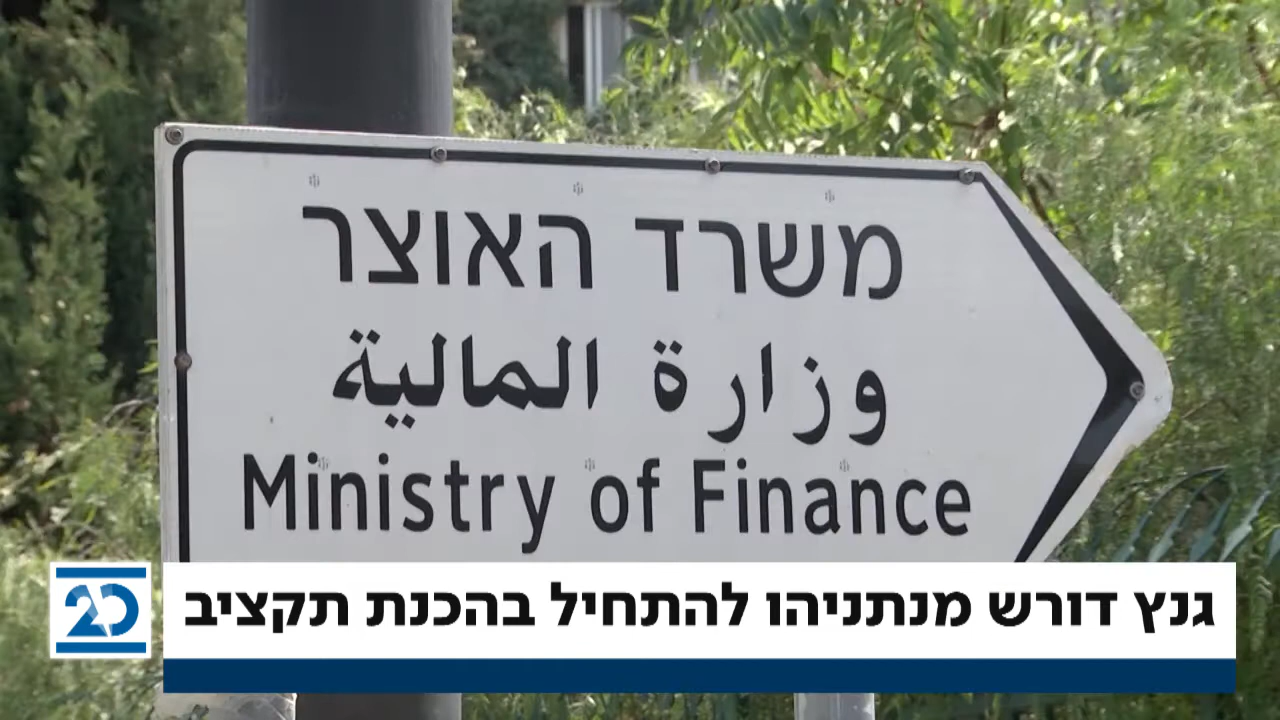 משרד האוצר
وزارة المالية
Ministry of Finance
גנץ דורש מנתניהו להתחיל בהכנת תקציב
20